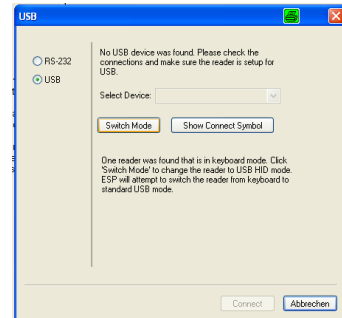 USB
No USB device was found. Please check the
connections and make sure the reader is setup for
USB.
RS-232
USB
Select Device:
Switch Mode
Show Connect Symbol
One reader was found that is in keyboard mode. Click
'Switch Mode' to change the reader to USB HID mode.
ESP will attempt to switch the reader from keyboard to
standard USB mode.
Connect
Abbrechen